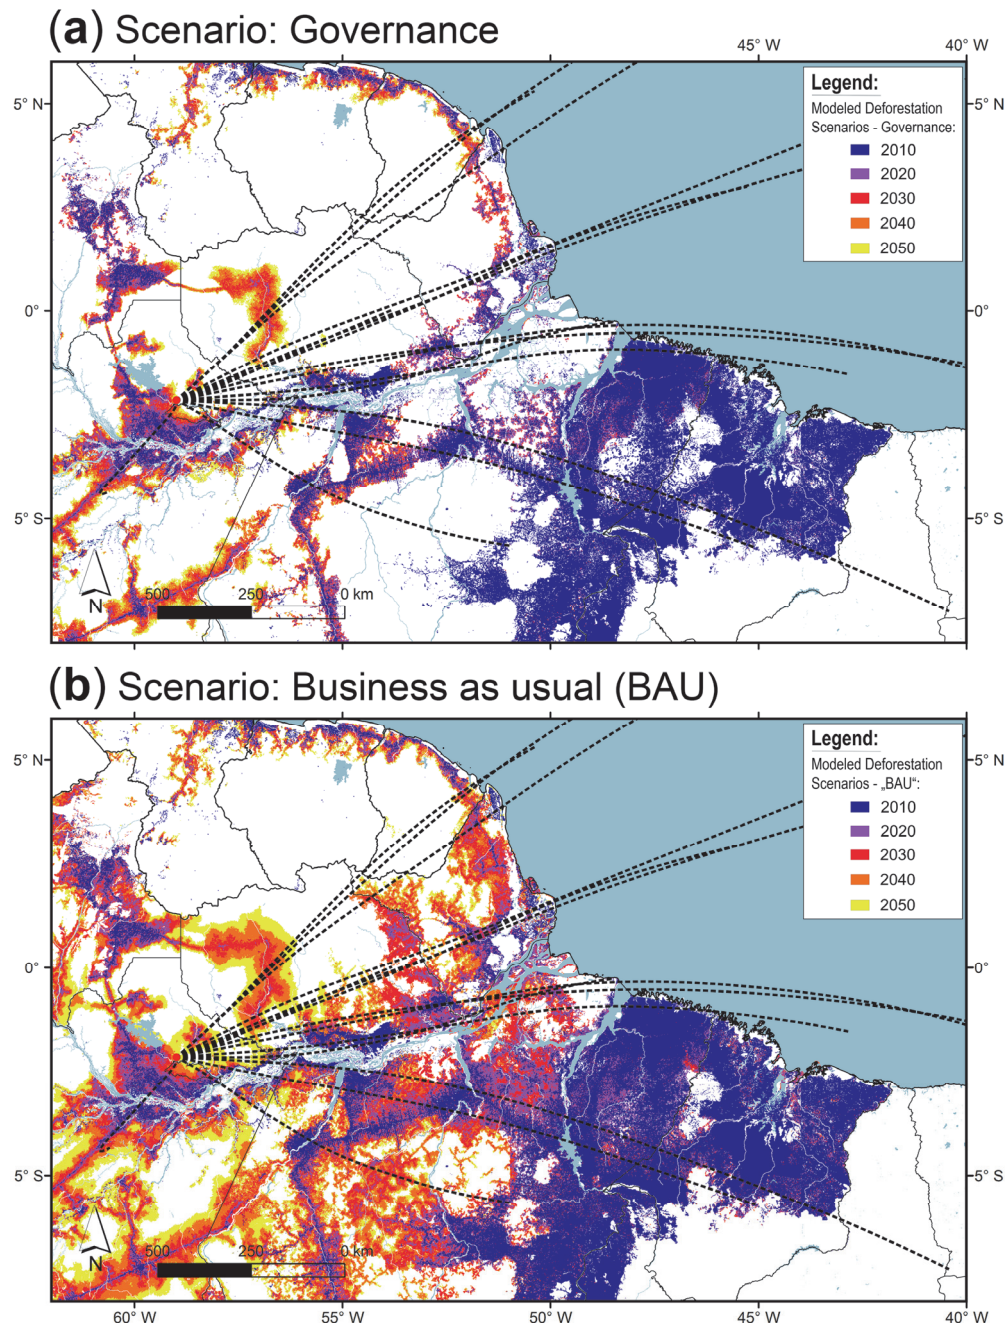 (a) Scenario: Governance
45° W
40° W
5° N
5° N
Legend:
Modeled Deforestation
Scenarios - Governance:
2010
2020
2030
2040
2050
0°
0°
5° S
5° S
N
500
250
0 km
(b) Scenario: Business as usual (BAU)
5° N
5° N
Legend:
Modeled Deforestation
Scenarios - „BAU“:
2010
2020
2030
2040
2050
0°
0°
5° S
5° S
N
500
250
0 km
60° W
55° W
50° W
45° W
40° W